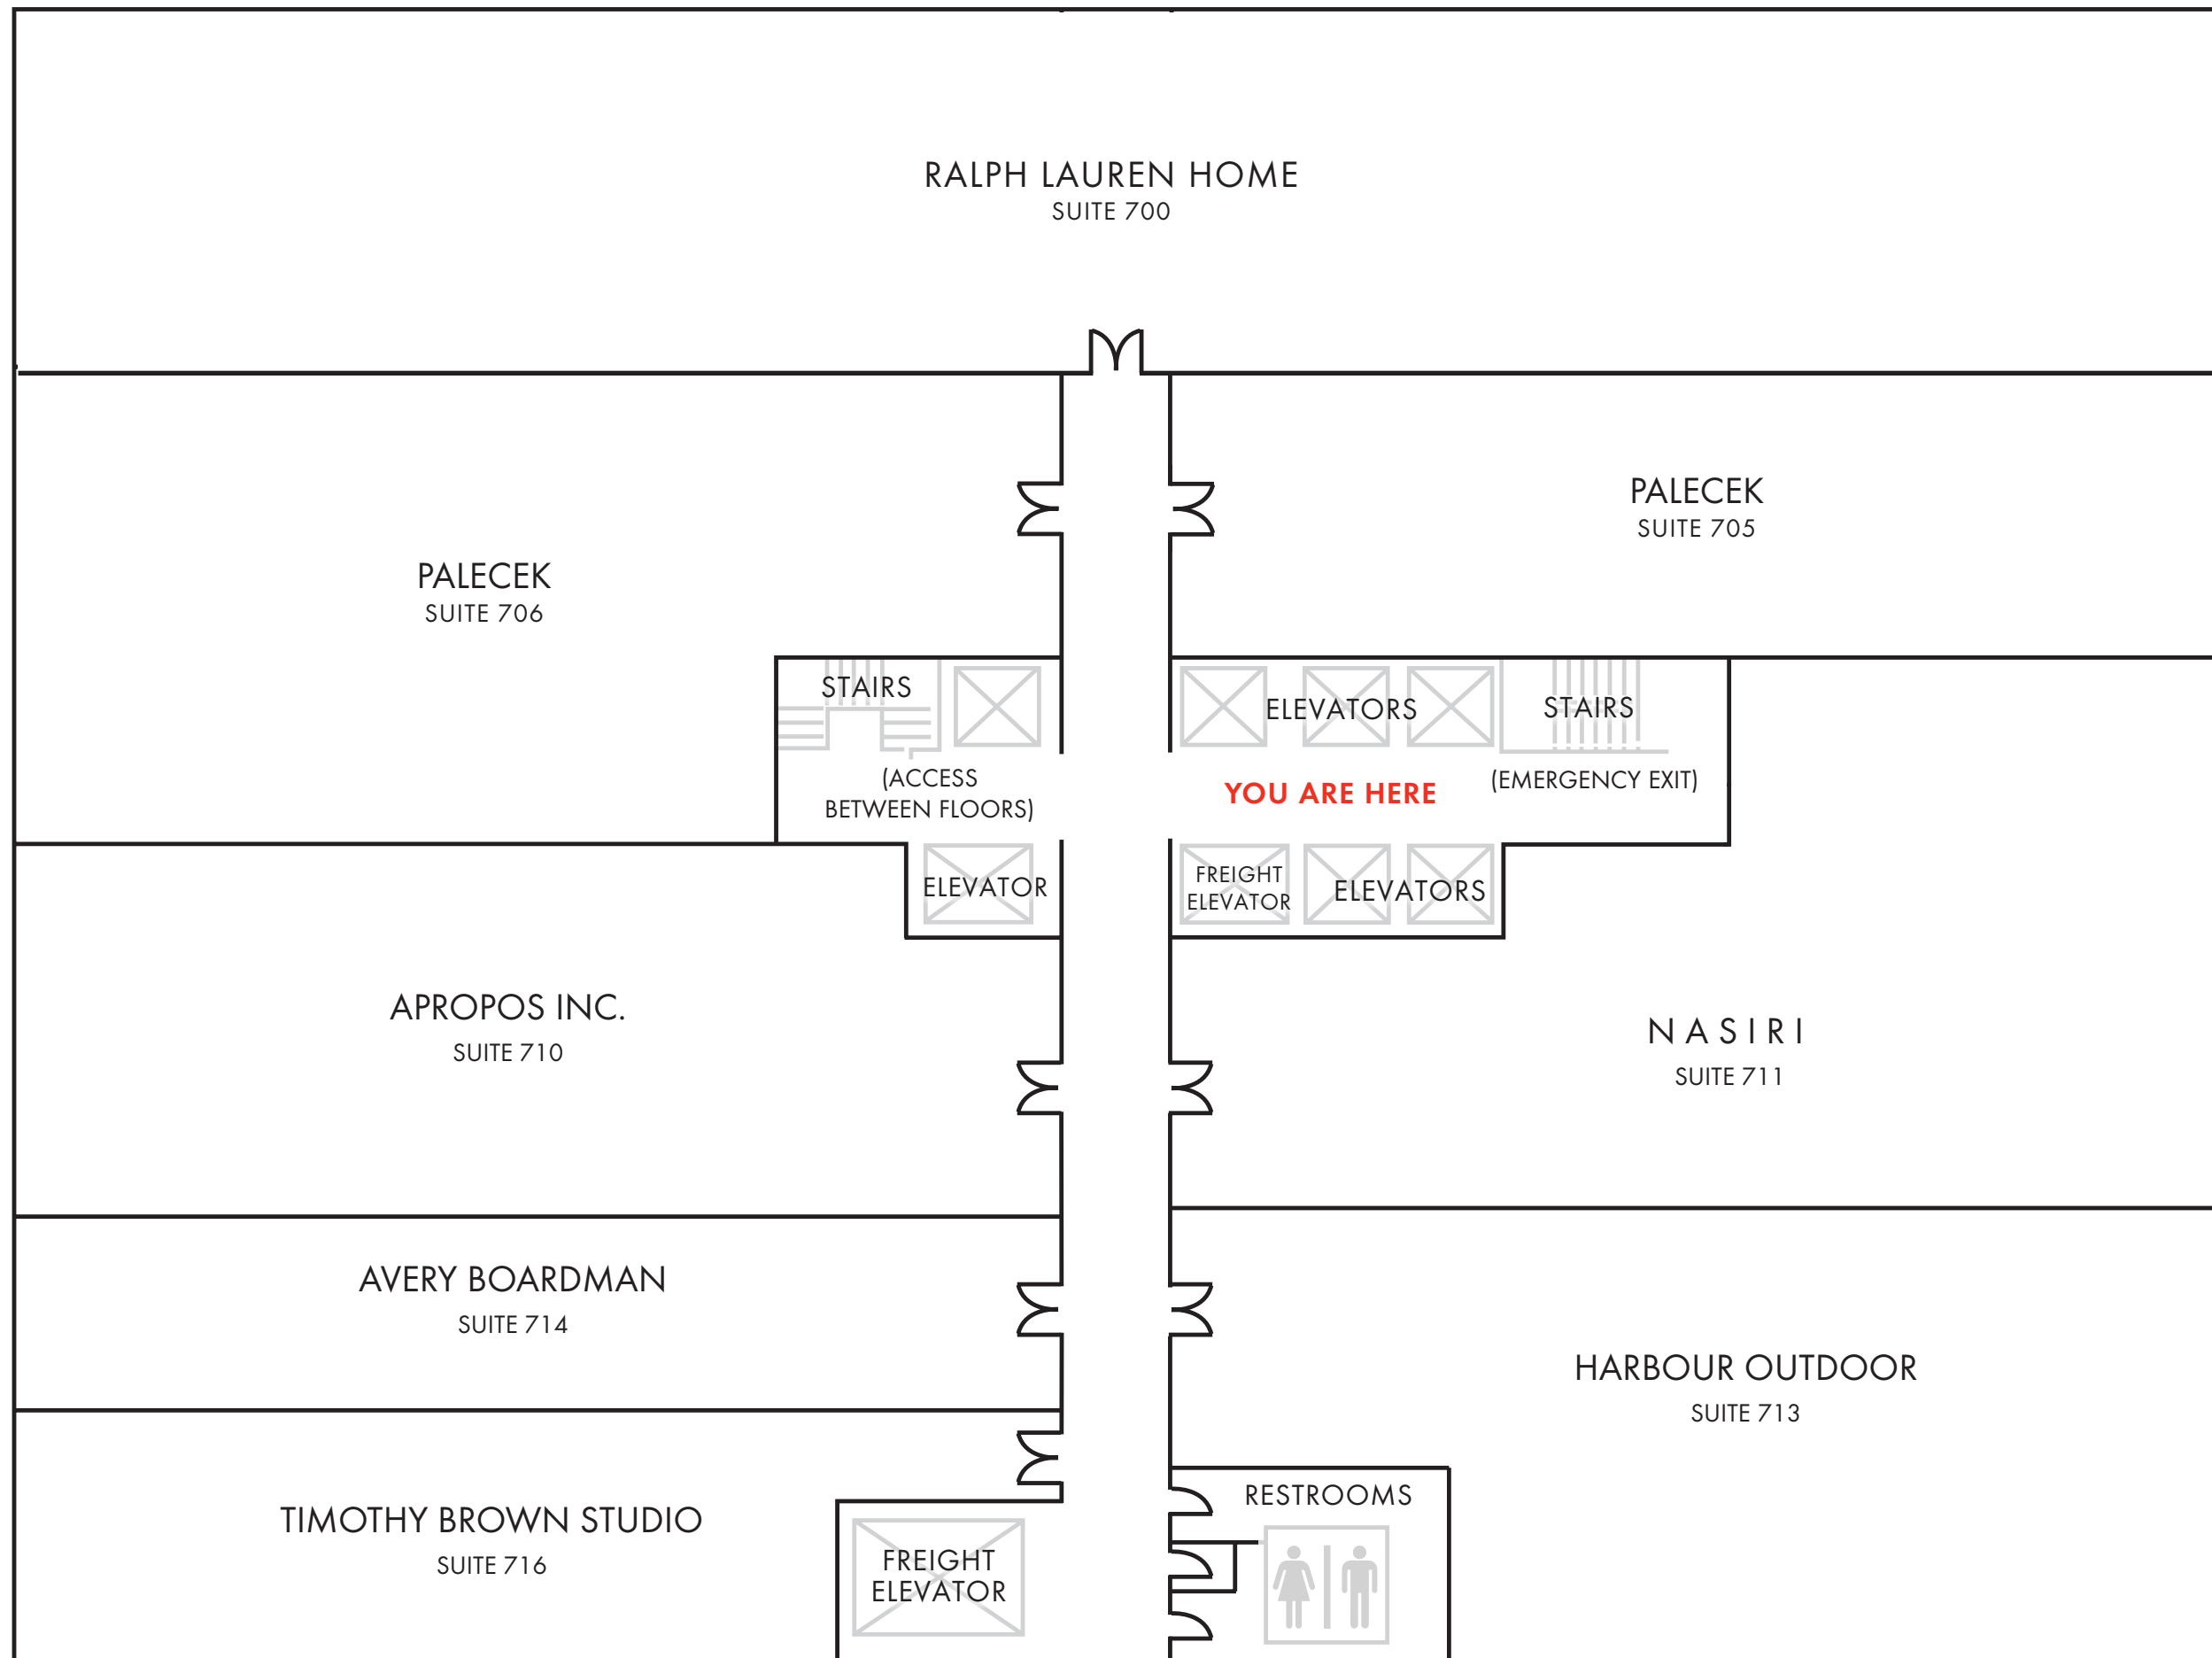 RALPH LAUREN HOME
SUITE 700
PALECEK
SUITE 705
PALECEK
SUITE 706
STAIRS
ELEVATORS
STAIRS
(ACCESS
BETWEEN FLOORS)
YOU ARE HERE
(EMERGENCY EXIT)
ELEVATOR
FREIGHT
ELEVATOR
ELEVATORS
APROPOS INC.
SUITE 710
NASIRI
SUITE 711
AVERY BOARDMAN
SUITE 714
HARBOUR OUTDOOR
SUITE 713
TIMOTHY BROWN STUDIO
SUITE 716
FREIGHT
ELEVATOR
RESTROOMS